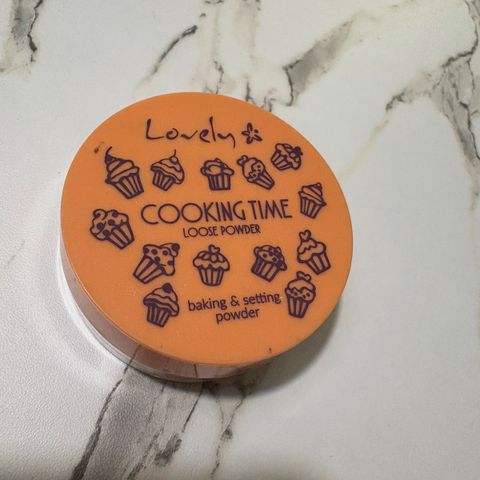 Lovely
COOKING TIME
LOOSE POWDER
baking & setting
powder